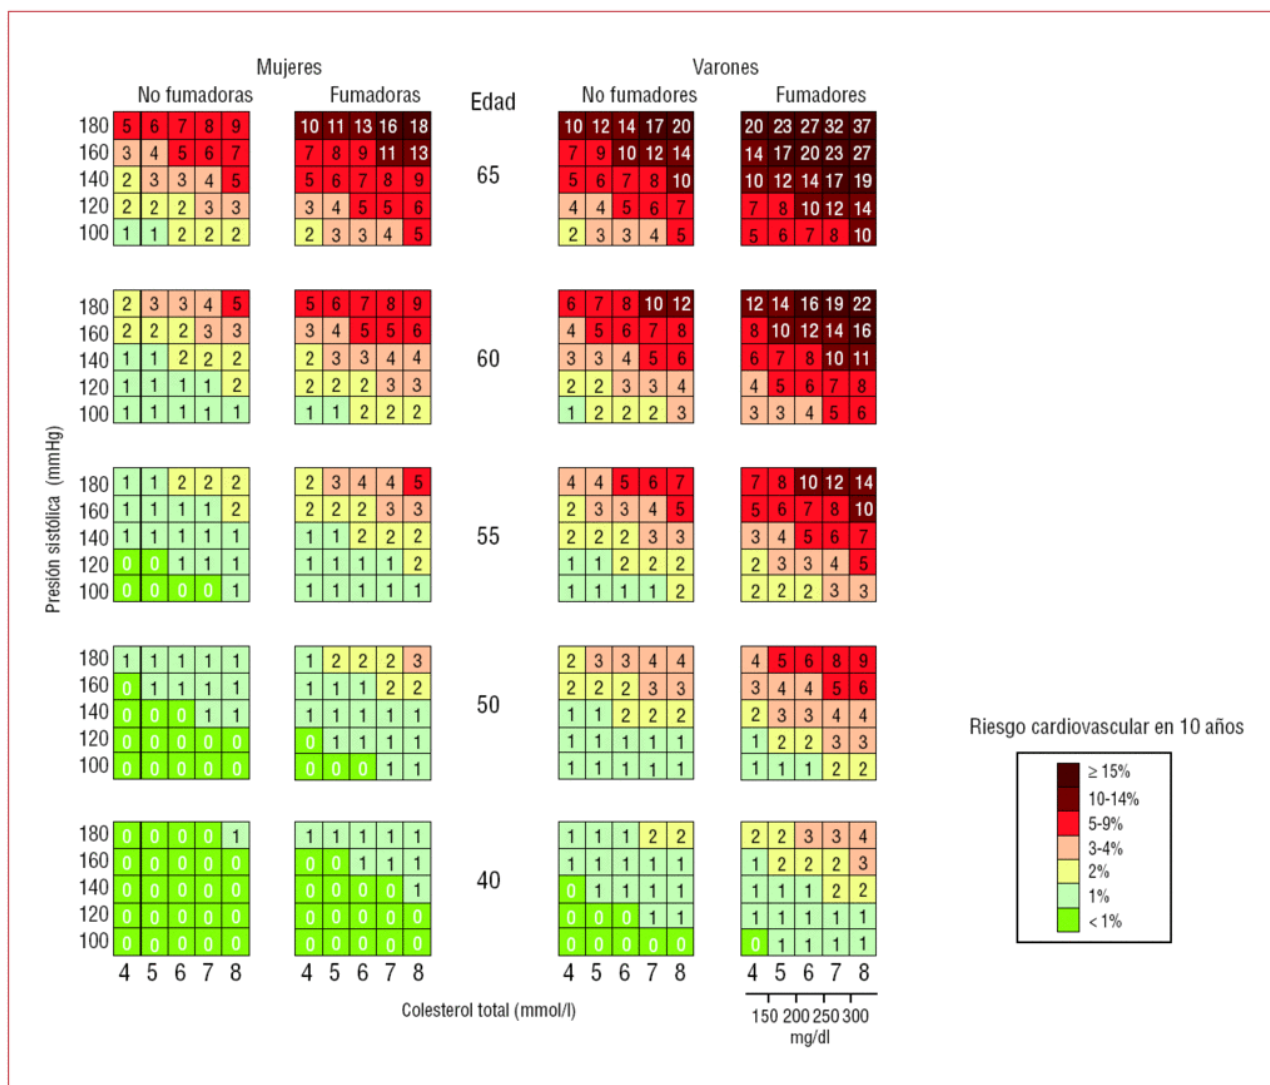 Mujeres Varones
No fumadoras Fumadoras Edad No fumadores Fumadores
180 5 6 7 8 9 10 11 13 16 18 10 12 14 17 20 20 23 27 32 37
160 3 4 5 6 7 7 8 9 11 13 7 9 10 12 14 14 17 20 23 27
140 2 3 3 4 5 5 6 7 8 9 65 5 6 7 8 10 10 12 14 17 19
120 2 2 2 3 3 3 4 5 5 6 4 4 5 6 7 7 8 10 12 14
100 1 1 2 2 2 2 3 3 4 5 2 3 3 4 5 5 6 7 8 10
180 2 3 3 4 5 5 6 7 8 9 6 7 8 10 12 12 14 16 19 22
160 2 2 2 3 3 3 4 5 5 6 4 5 6 7 8 8 10 12 14 16
140 1 1 2 2 2 2 3 3 4 4 60 3 3 4 5 6 6 7 8 10 11
120 1 1 1 1 2 2 2 2 3 3 2 2 3 3 4 4 5 6 7 8
100 1 1 1 1 1 1 1 2 2 2 1 2 2 2 3 3 3 4 5 6
180 1 1 2 2 2 2 3 4 4 5 4 4 5 6 7 7 8 10 12 14
160 1 1 1 1 2 2 2 2 3 3 2 3 3 4 5 5 6 7 8 10
140 1 1 1 1 1 1 1 2 2 2 55 2 2 2 3 3 3 4 5 6 7
120 0 0 1 1 1 1 1 1 1 2 1 1 2 2 2 2 3 3 4 5
100 0 0 0 0 1 1 1 1 1 1 1 1 1 1 2 2 2 2 3 3
Presión sistólica (mmHg)
180 1 1 1 1 1 1 2 2 2 3 2 3 3 4 4 4 5 6 8 9
160 0 1 1 1 1 1 1 1 2 2 2 2 2 3 3 3 4 4 5 6
140 0 0 0 1 1 1 1 1 1 1 50 1 1 2 2 2 2 3 3 4 4
120 0 0 0 0 0 0 1 1 1 1 1 1 1 1 1 1 2 2 3 3
100 0 0 0 0 0 0 0 0 1 1 1 1 1 1 1 1 1 1 2 2
180 0 0 0 0 1 1 1 1 1 1 1 1 1 2 2 2 2 3 3 4
160 0 0 0 0 0 0 0 1 1 1 1 1 1 1 1 1 2 2 2 3
140 0 0 0 0 0 0 0 0 0 1 40 0 1 1 1 1 1 1 1 2 2
120 0 0 0 0 0 0 0 0 0 0 0 0 0 1 1 1 1 1 1 1
100 0 0 0 0 0 0 0 0 0 0 0 0 0 0 0 0 1 1 1 1
4 5 6 7 8 4 5 6 7 8 4 5 6 7 8 4 5 6 7 8
Colesterol total (mmol/l)
150 200 250 300
mg/dl
Riesgo cardiovascular en 10 años
≥ 15%
10-14%
5-9%
3-4%
2%
1%
< 1%